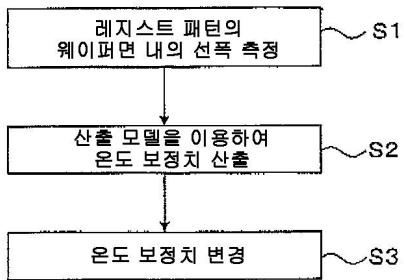 레지스트 패턴의
웨이퍼면 내의 선폭 측정
S1
산출 모델을 이용하여
온도 보정치 산출
S2
온도 보정치 변경
S3